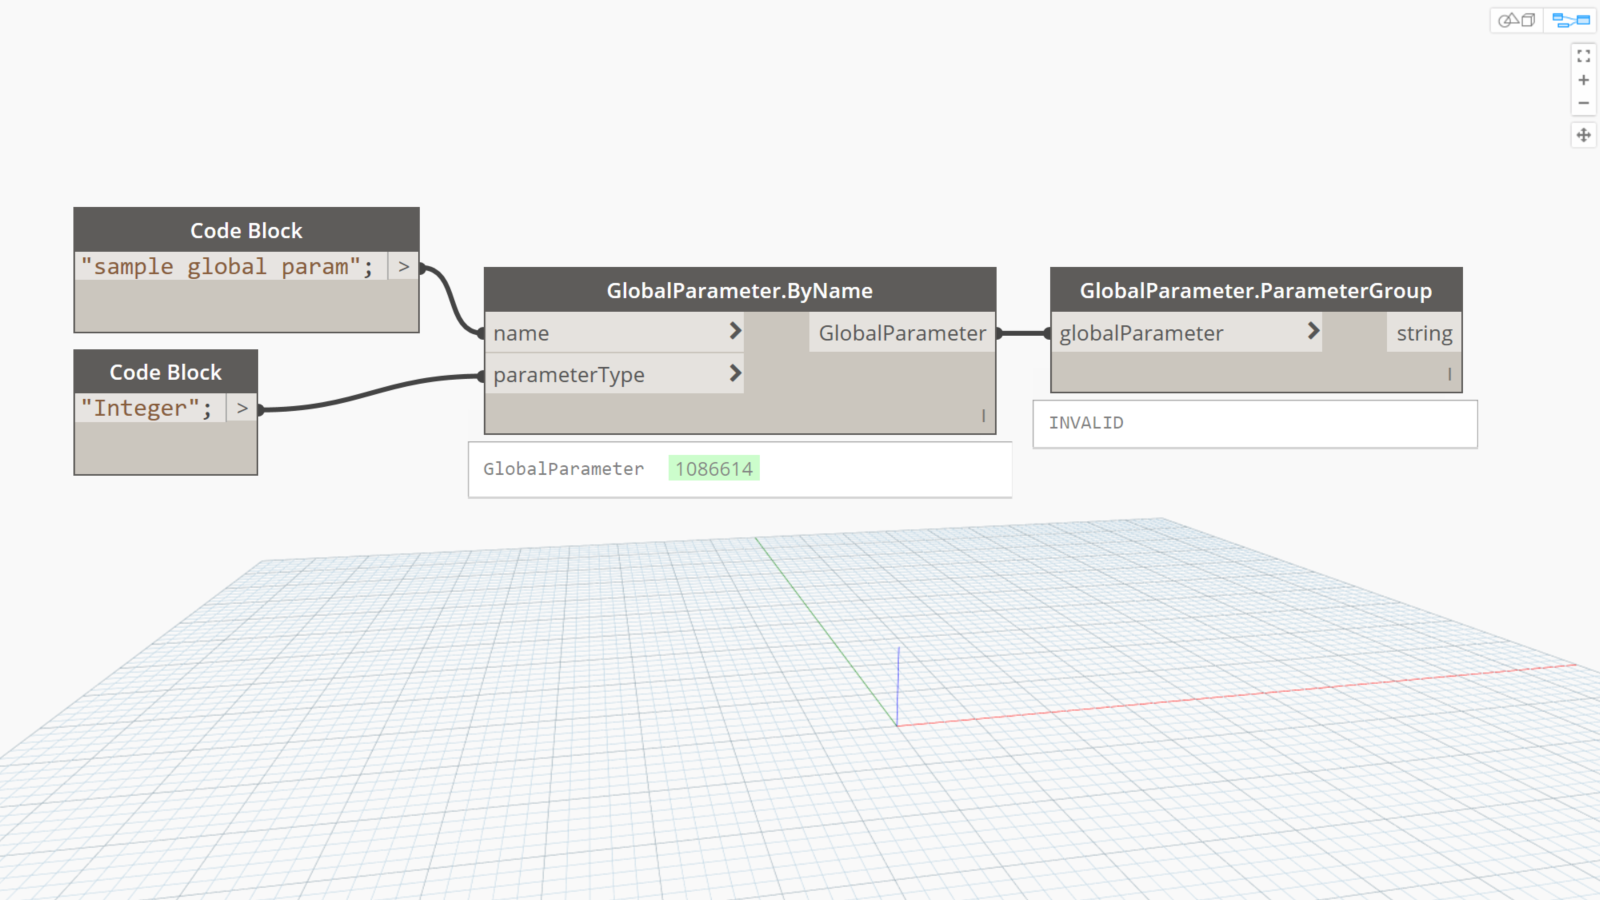 Code Block
"sample global param"; >
Code Block
"Integer"; >
GlobalParameter.ByName
name > GlobalParameter
parameterType >
l
GlobalParameter 1086614
GlobalParameter.ParameterGroup
globalParameter > string
l
INVALID